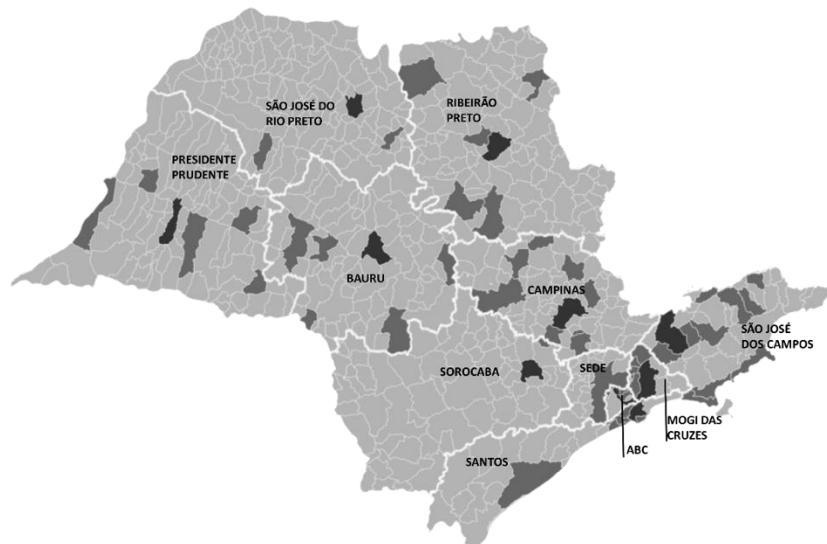 SÃO JOSÉ DO
RIO PRETO
RIBEIRÃO
PRETO
PRESIDENTE
PRUDENTE
BAURU
CAMPINAS
SÃO JOSÉ
DOS CAMPOS
SOROCABA
SEDE
MOGI DAS
CRUZES
ABC
SANTOS